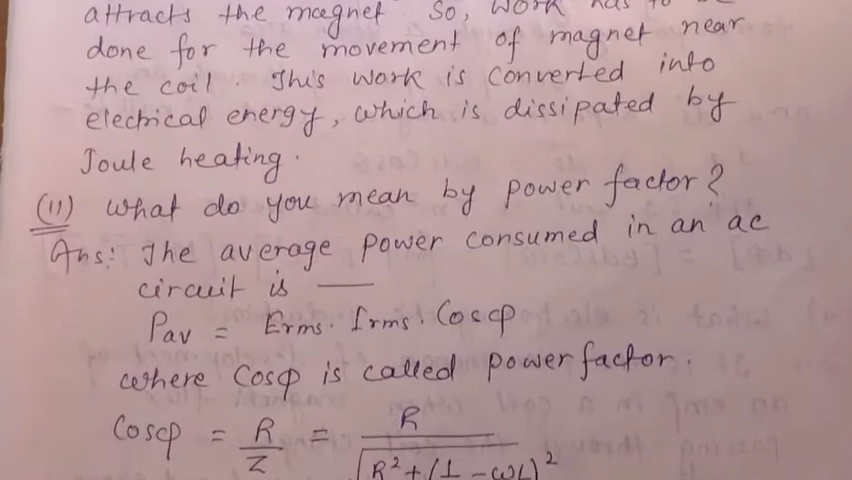 attracts the magnet so, work has to
done for the movement of magnet near
the coil. This work is converted into
electrical energy, which is dissipated by
Joule heating.
(11) What do you mean by power factor?
Ans: The average power consumed in an ac
circuit is —
Pav = Erms. Irms. Cosφ
where Cosφ is called power factor.
Cosφ = R/Z = R/√R²+(1-ωL)²